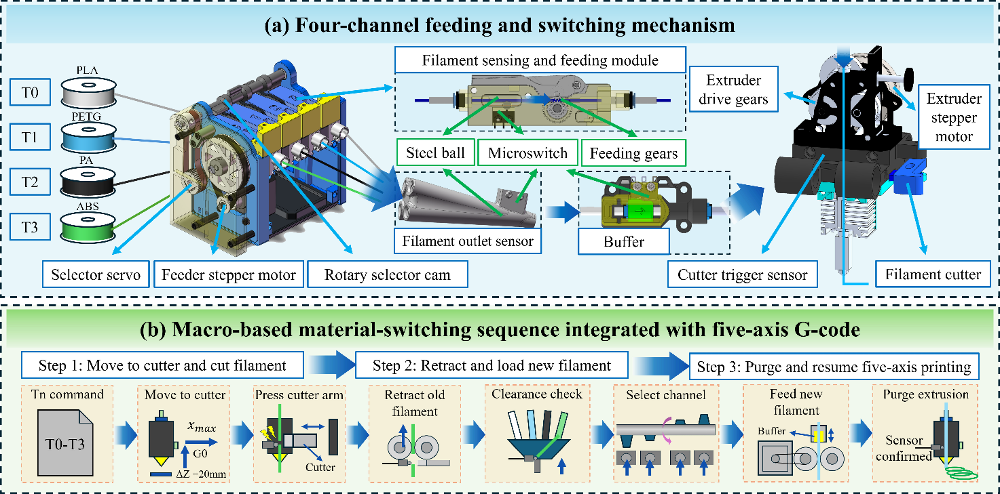 (a) Four-channel feeding and switching mechanism
PLA
T0
PETG
T1
PA
T2
ABS
T3
Filament sensing and feeding module
Steel ball
Microswitch
Feeding gears
Filament outlet sensor
Buffer
Extruder
drive gears
Extruder
stepper
motor
Selector servo
Feeder stepper motor
Rotary selector cam
Cutter trigger sensor
Filament cutter
(b) Macro-based material-switching sequence integrated with five-axis G-code
Step 1: Move to cutter and cut filament
Step 2: Retract and load new filament
Step 3: Purge and resume five-axis printing
Tn command
T0-T3
Move to cutter
xmax
G0
ΔZ −20mm
Press cutter arm
Cutter
Retract old
filament
Clearance check
Select channel
Feed new
filament
Buffer
Purge extrusion
Sensor
confirmed